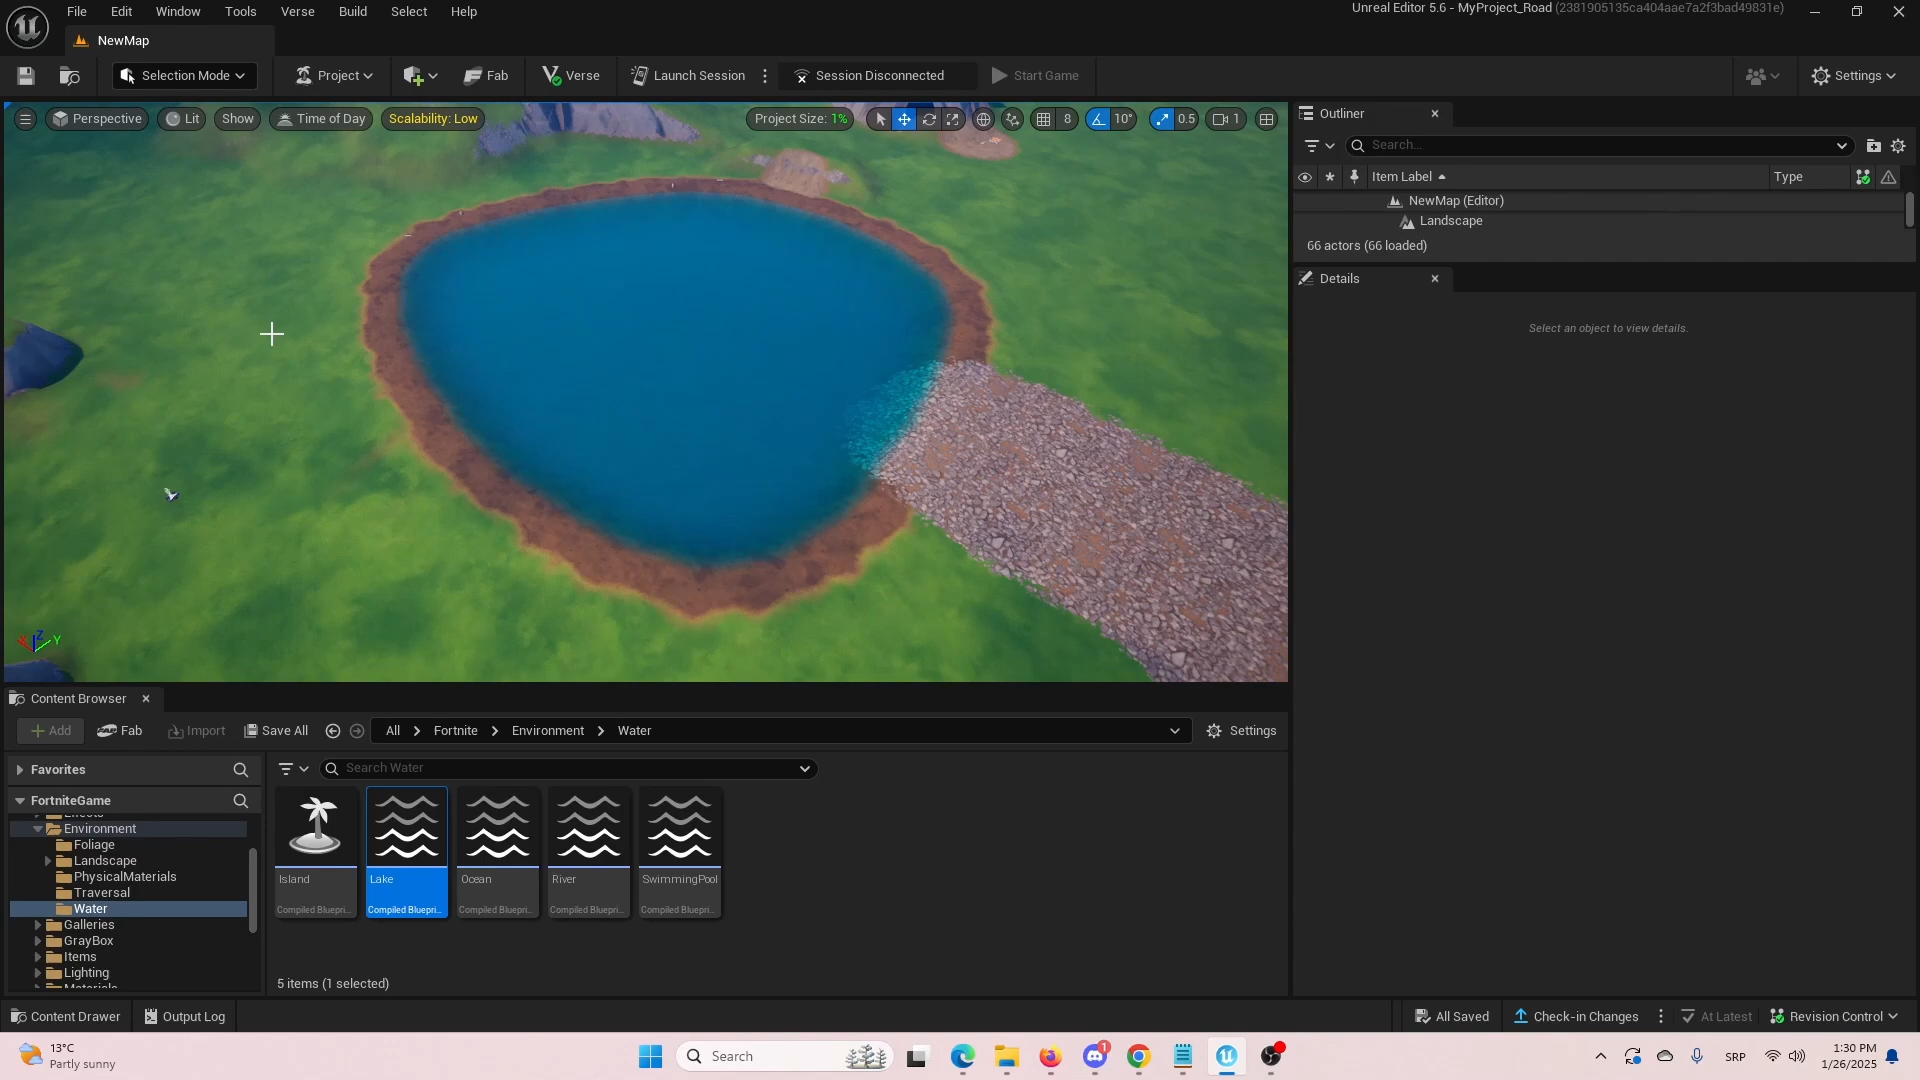 File Edit Window Tools Verse Build Select Help
Unreal Editor 5.6 - MyProject_Road (2381905135ca404aae7a2f3bad49831e)
NewMap
Selection Mode Project Fab Verse Launch Session Session Disconnected Start Game Settings
Perspective Lit Show Time of Day Scalability: Low Project Size: 1% 8 10° 0.5 1
Z
Y
Outliner
Search...
Item Label Type
NewMap (Editor)
Landscape
66 actors (66 loaded)
Details
Select an object to view details.
Content Browser
Add Fab Import Save All All Fortnite Environment Water Settings
Favorites
Search Water
FortniteGame
Effects
Environment
Foliage
Landscape
PhysicalMaterials
Traversal
Water
Galleries
GrayBox
Items
Lighting
Materials
Island Lake Ocean River SwimmingPool
Compiled Bluepri... Compiled Bluepri... Compiled Bluepri... Compiled Bluepri... Compiled Bluepri...
5 items (1 selected)
Content Drawer Output Log All Saved Check-in Changes At Latest Revision Control
13°C
Partly sunny
Search
1
SRP
1:30 PM
1/26/2025